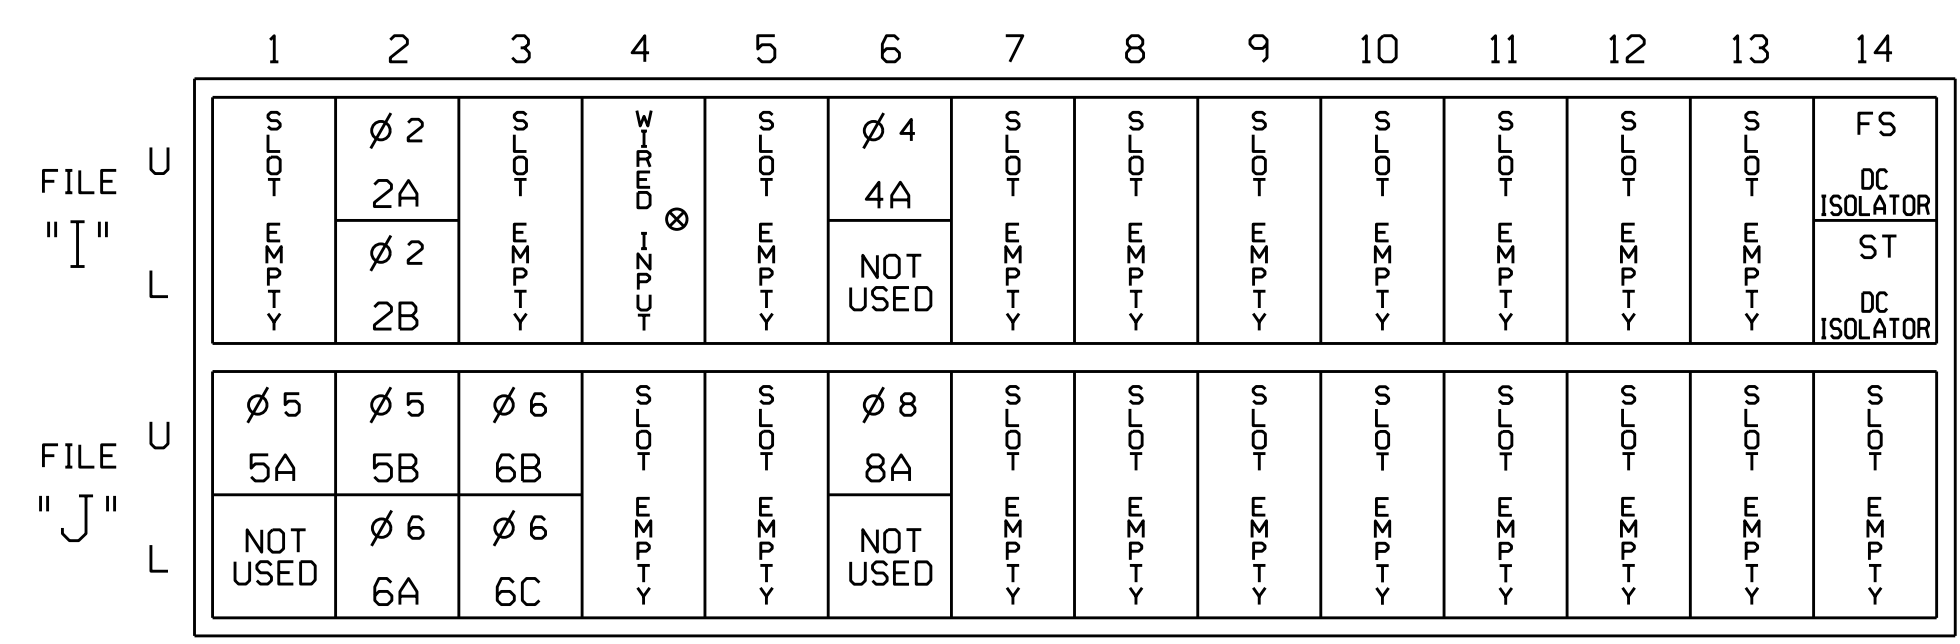 1 2 3 4 5 6 7 8 9 10 11 12 13 14
FILE
"I"
U
L
SLOT EMPTY
Ø 2
2A
Ø 2
2B
SLOT EMPTY
WIRED INPUT
SLOT EMPTY
Ø 4
4A
NOT
USED
SLOT EMPTY
SLOT EMPTY
SLOT EMPTY
SLOT EMPTY
SLOT EMPTY
SLOT EMPTY
SLOT EMPTY
FS
DC
ISOLATOR
ST
DC
ISOLATOR
FILE
"J"
U
L
Ø 5
5A
NOT
USED
Ø 5
5B
Ø 6
6A
Ø 6
6B
Ø 6
6C
SLOT EMPTY
SLOT EMPTY
Ø 8
8A
NOT
USED
SLOT EMPTY
SLOT EMPTY
SLOT EMPTY
SLOT EMPTY
SLOT EMPTY
SLOT EMPTY
SLOT EMPTY
SLOT EMPTY